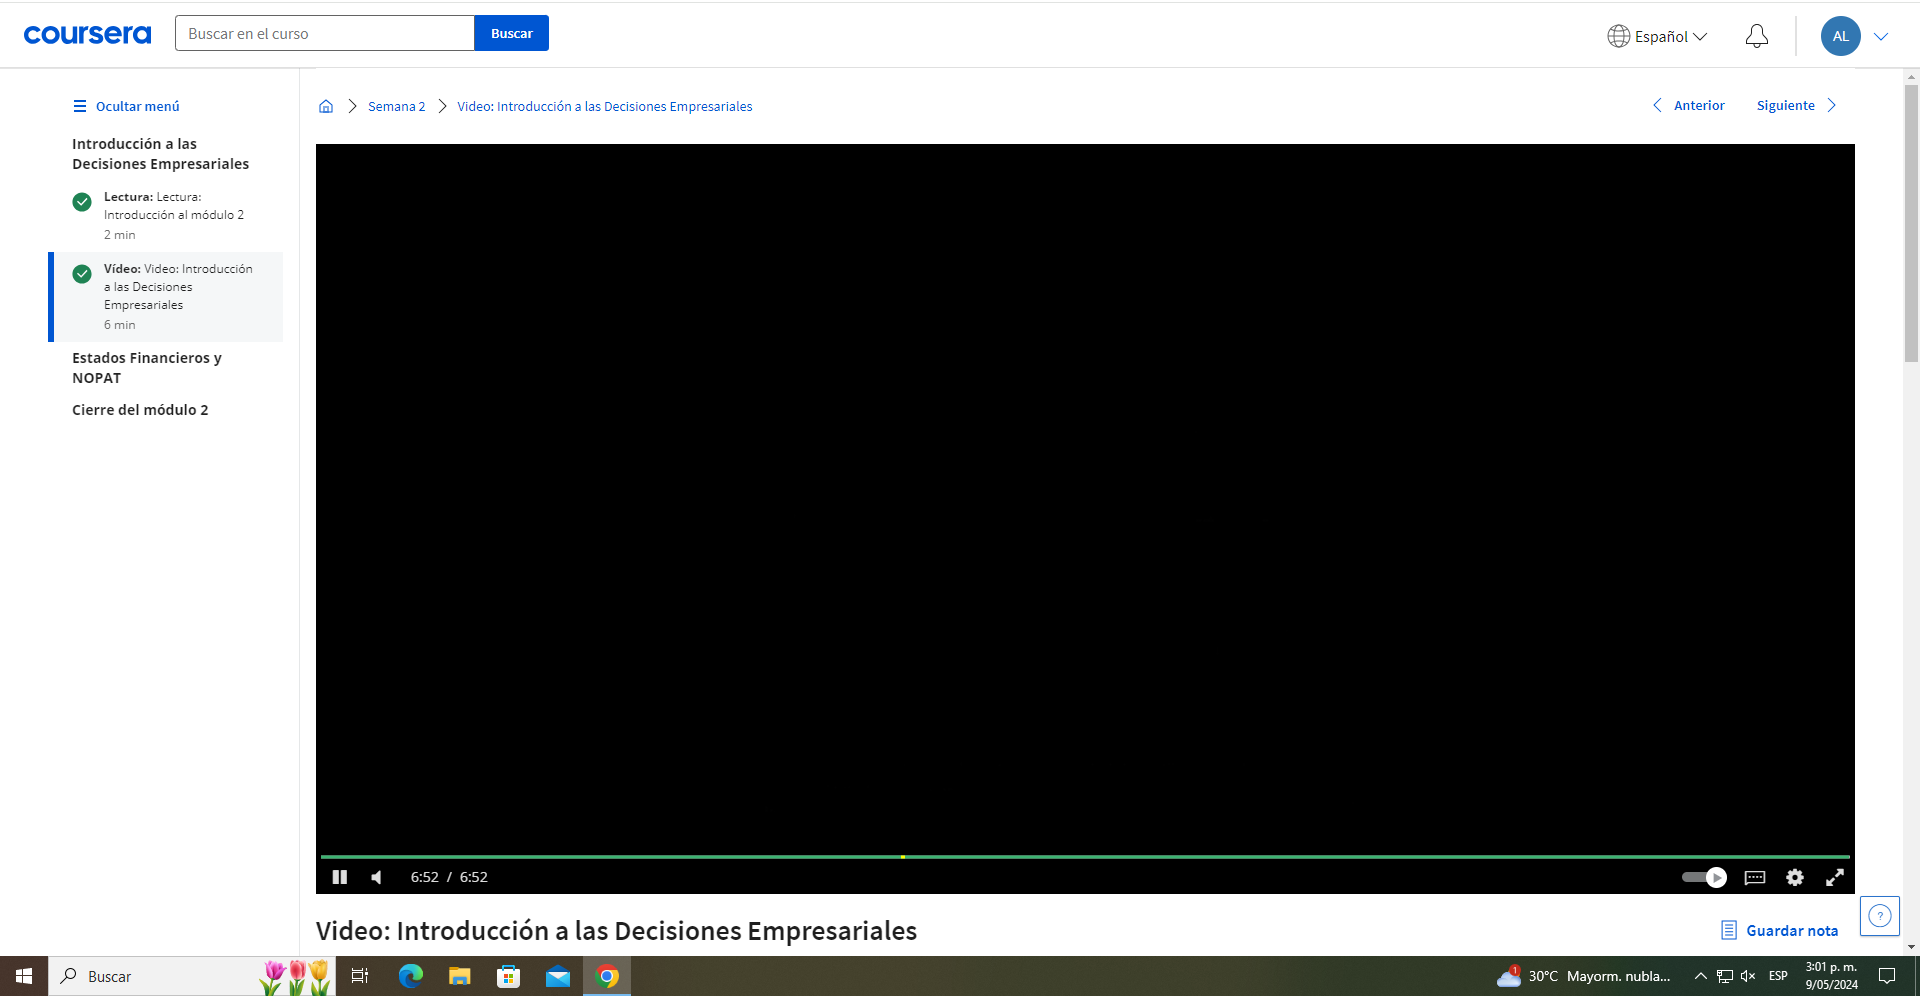 coursera
Buscar en el curso
Buscar
Español
AL
Ocultar menú
Semana 2
Video: Introducción a las Decisiones Empresariales
Anterior
Siguiente
Introducción a las
Decisiones Empresariales
Lectura: Lectura:
Introducción al módulo 2
2 min
Vídeo: Video: Introducción
a las Decisiones
Empresariales
6 min
Estados Financieros y
NOPAT
Cierre del módulo 2
6:52 / 6:52
Video: Introducción a las Decisiones Empresariales
Guardar nota
?
Buscar
1
30°C Mayorm. nubla...
ESP
3:01 p. m.
9/05/2024